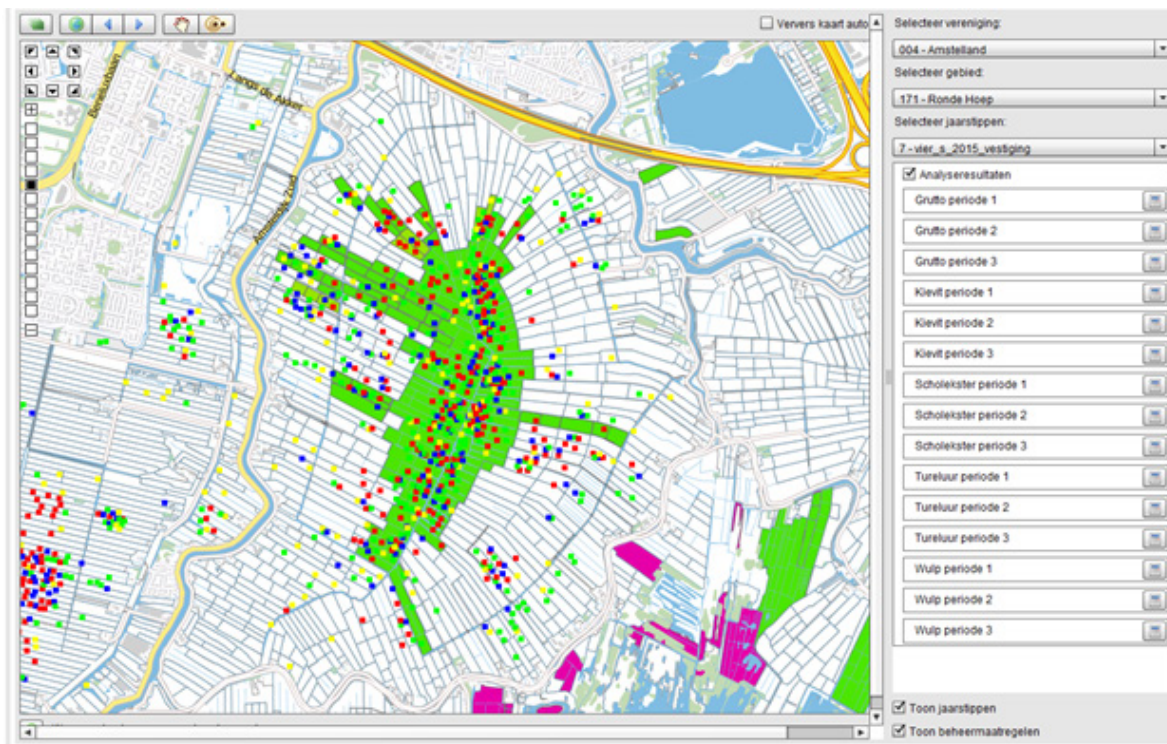 Ververs kaart auto
Selecteer vereniging:
004 - Amstelland
Selecteer gebied:
171 - Ronde Hoep
Selecteer jaarstippen:
7 - vier_s_2015_vestiging
Analyseresultaten
Grutto periode 1
Grutto periode 2
Grutto periode 3
Kievit periode 1
Kievit periode 2
Kievit periode 3
Scholekster periode 1
Scholekster periode 2
Scholekster periode 3
Tureluur periode 1
Tureluur periode 2
Tureluur periode 3
Wulp periode 1
Wulp periode 2
Wulp periode 3
Toon jaarstippen
Toon beheermaatregelen
Beneluxbaan
Langs de Akker
Amsteldijk Zuid